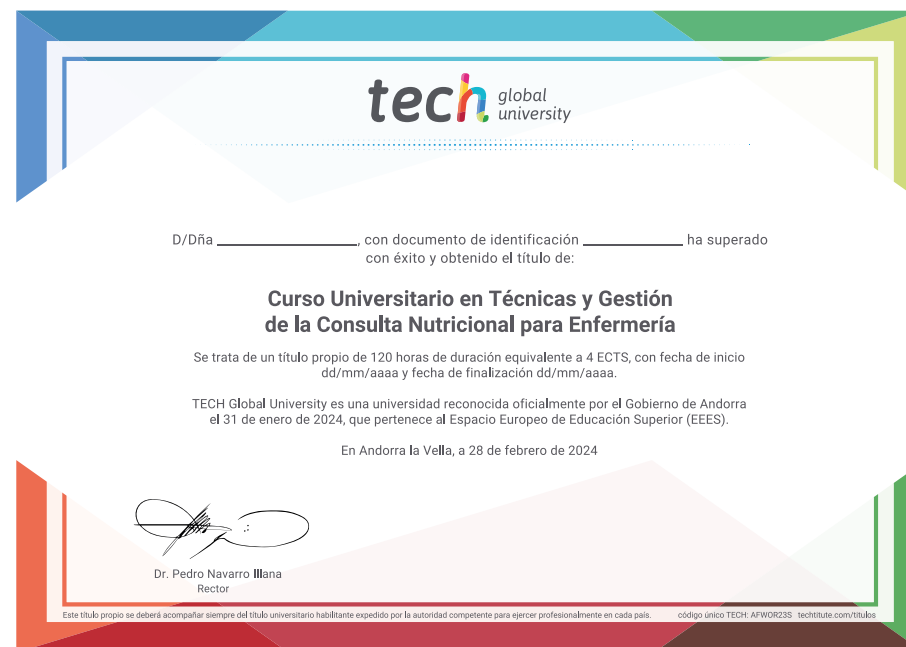 tech global
university
D/Dña ____________________, con documento de identificación ______________ ha superado
con éxito y obtenido el título de:
Curso Universitario en Técnicas y Gestión
de la Consulta Nutricional para Enfermería
Se trata de un título propio de 120 horas de duración equivalente a 4 ECTS, con fecha de inicio
dd/mm/aaaa y fecha de finalización dd/mm/aaaa.
TECH Global University es una universidad reconocida oficialmente por el Gobierno de Andorra
el 31 de enero de 2024, que pertenece al Espacio Europeo de Educación Superior (EEES).
En Andorra la Vella, a 28 de febrero de 2024
Dr. Pedro Navarro Illana
Rector
Este título propio se deberá acompañar siempre del título universitario habilitante expedido por la autoridad competente para ejercer profesionalmente en cada país. código único TECH: AFWOR23S techtitute.com/titulos